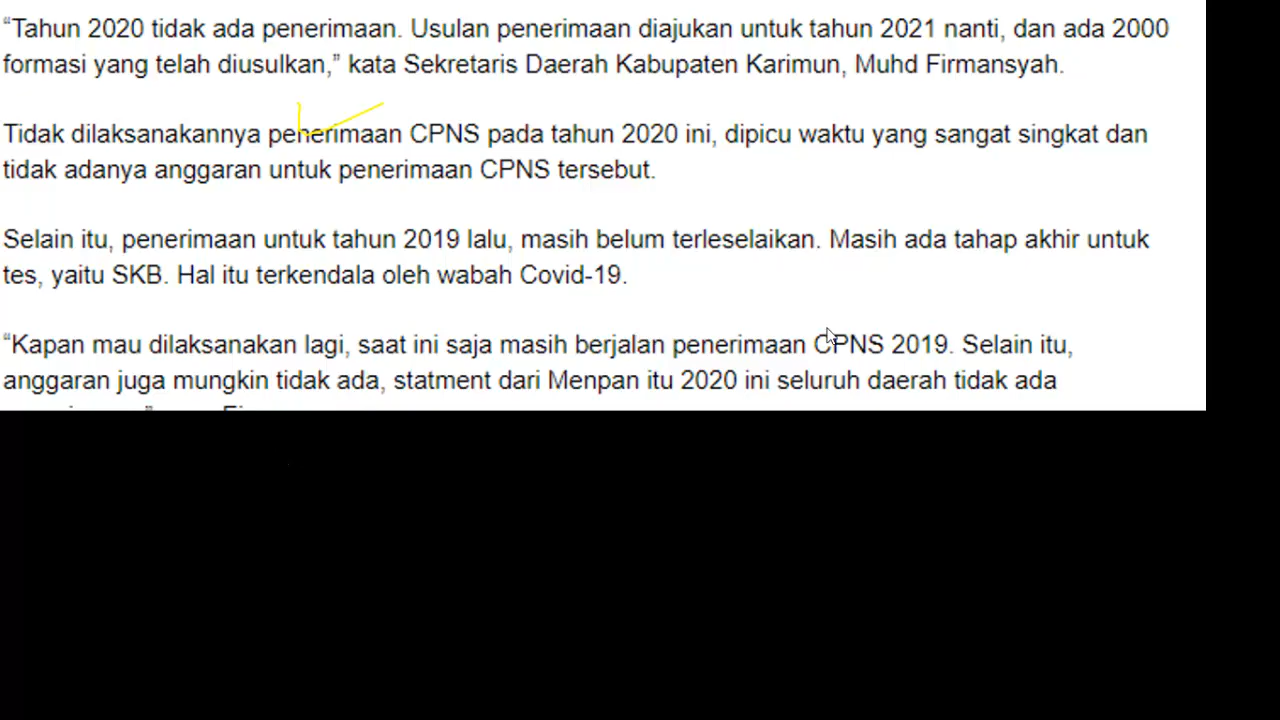 “Tahun 2020 tidak ada penerimaan. Usulan penerimaan diajukan untuk tahun 2021 nanti, dan ada 2000
formasi yang telah diusulkan,” kata Sekretaris Daerah Kabupaten Karimun, Muhd Firmansyah.
Tidak dilaksanakannya penerimaan CPNS pada tahun 2020 ini, dipicu waktu yang sangat singkat dan
tidak adanya anggaran untuk penerimaan CPNS tersebut.
Selain itu, penerimaan untuk tahun 2019 lalu, masih belum terleselaikan. Masih ada tahap akhir untuk
tes, yaitu SKB. Hal itu terkendala oleh wabah Covid-19.
“Kapan mau dilaksanakan lagi, saat ini saja masih berjalan penerimaan CPNS 2019. Selain itu,
anggaran juga mungkin tidak ada, statment dari Menpan itu 2020 ini seluruh daerah tidak ada